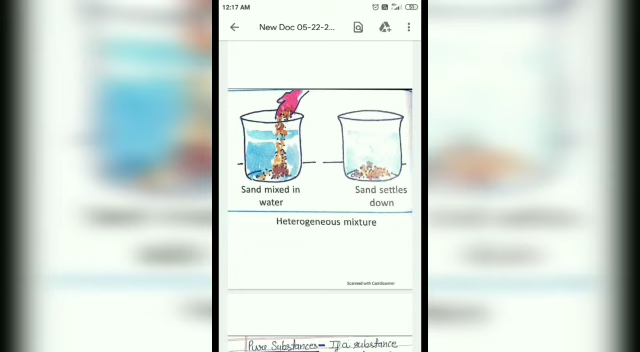 12:17 AM
New Doc 05-22-2...
Sand mixed in
water
Sand settles
down
Heterogeneous mixture
Scanned with CamScanner
Pure Substances - If a substance